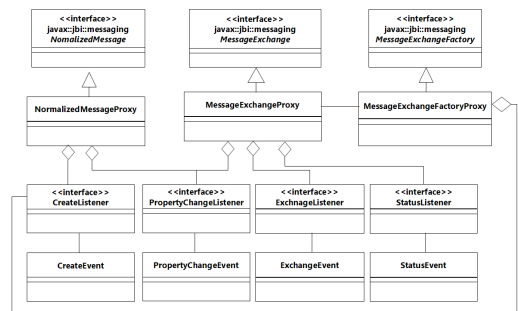 <<interface>>
javax::jbi::messaging
NomalizedMessage
<<interface>>
javax::jbi::messaging
MessageExchange
<<interface>>
javax::jbi::messaging
MessageExchangeFactory
NormalizedMessageProxy
MessageExchangeProxy
MessageExchangeFactoryProxy
<<interface>>
CreateListener
<<interface>>
PropertyChangeListener
<<interface>>
ExchnageListener
<<interface>>
StatusListener
CreateEvent
PropertyChangeEvent
ExchangeEvent
StatusEvent